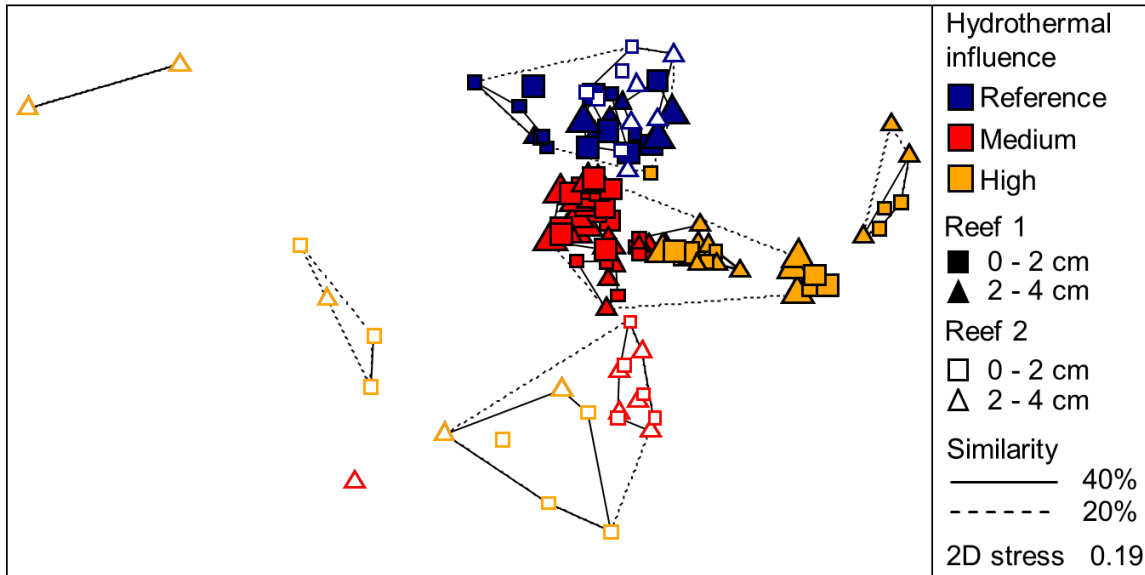 Hydrothermal
influence
Reference
Medium
High
Reef 1
0 - 2 cm
2 - 4 cm
Reef 2
0 - 2 cm
2 - 4 cm
Similarity
40%
20%
2D stress 0.19